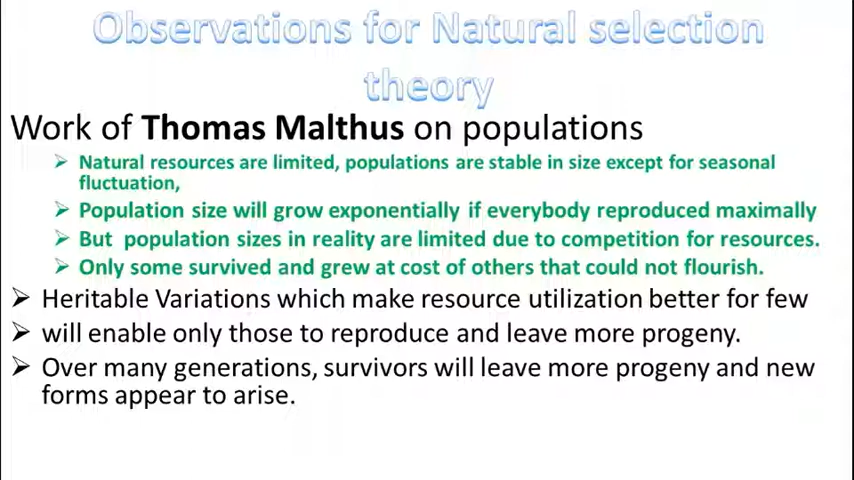 Observations for Natural selection
theory
Work of Thomas Malthus on populations
➢ Natural resources are limited, populations are stable in size except for seasonal
fluctuation,
➢ Population size will grow exponentially if everybody reproduced maximally
➢ But population sizes in reality are limited due to competition for resources.
➢ Only some survived and grew at cost of others that could not flourish.
➢ Heritable Variations which make resource utilization better for few
➢ will enable only those to reproduce and leave more progeny.
➢ Over many generations, survivors will leave more progeny and new
forms appear to arise.